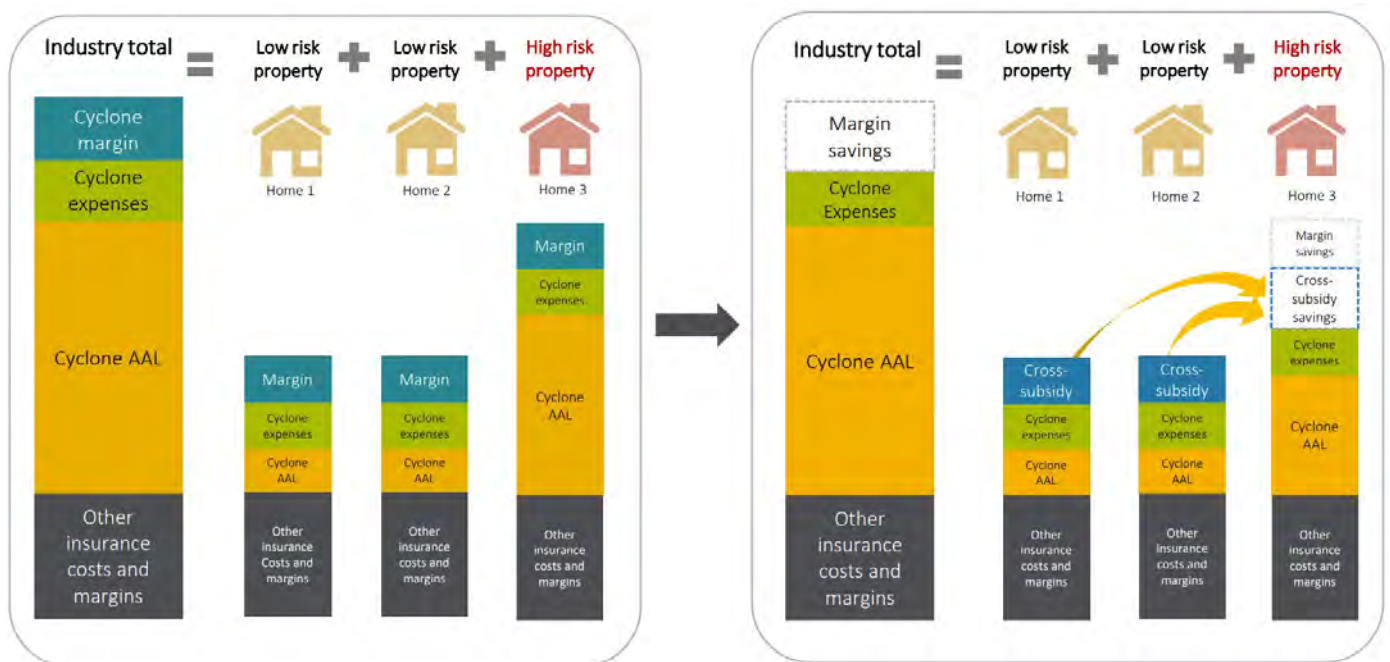 Industry total
=
Low risk
property
+
Low risk
property
+
High risk
property
Home 1
Home 2
Home 3
Cyclone
margin
Cyclone
expenses
Cyclone AAL
Other
insurance
costs and
margins
Margin
Cyclone
expenses
Cyclone
AAL
Other
insurance
Costs and
margins
Margin
Cyclone
expenses
Cyclone
AAL
Other
insurance
costs and
margins
Margin
Cyclone
expenses
Cyclone
AAL
Other
insurance
costs and
margins
Industry total
=
Low risk
property
+
Low risk
property
+
High risk
property
Home 1
Home 2
Home 3
Margin
savings
Cyclone
Expenses
Cyclone AAL
Other
insurance
costs and
margins
Cross-
subsidy
Cyclone
expenses
Cyclone
AAL
Other
insurance
costs and
margins
Cross-
subsidy
Cyclone
expenses
Cyclone
AAL
Other
insurance
costs and
margins
Margin
savings
Cross-
subsidy
savings
Cyclone
expenses
Cyclone
AAL
Other
insurance
costs and
margins